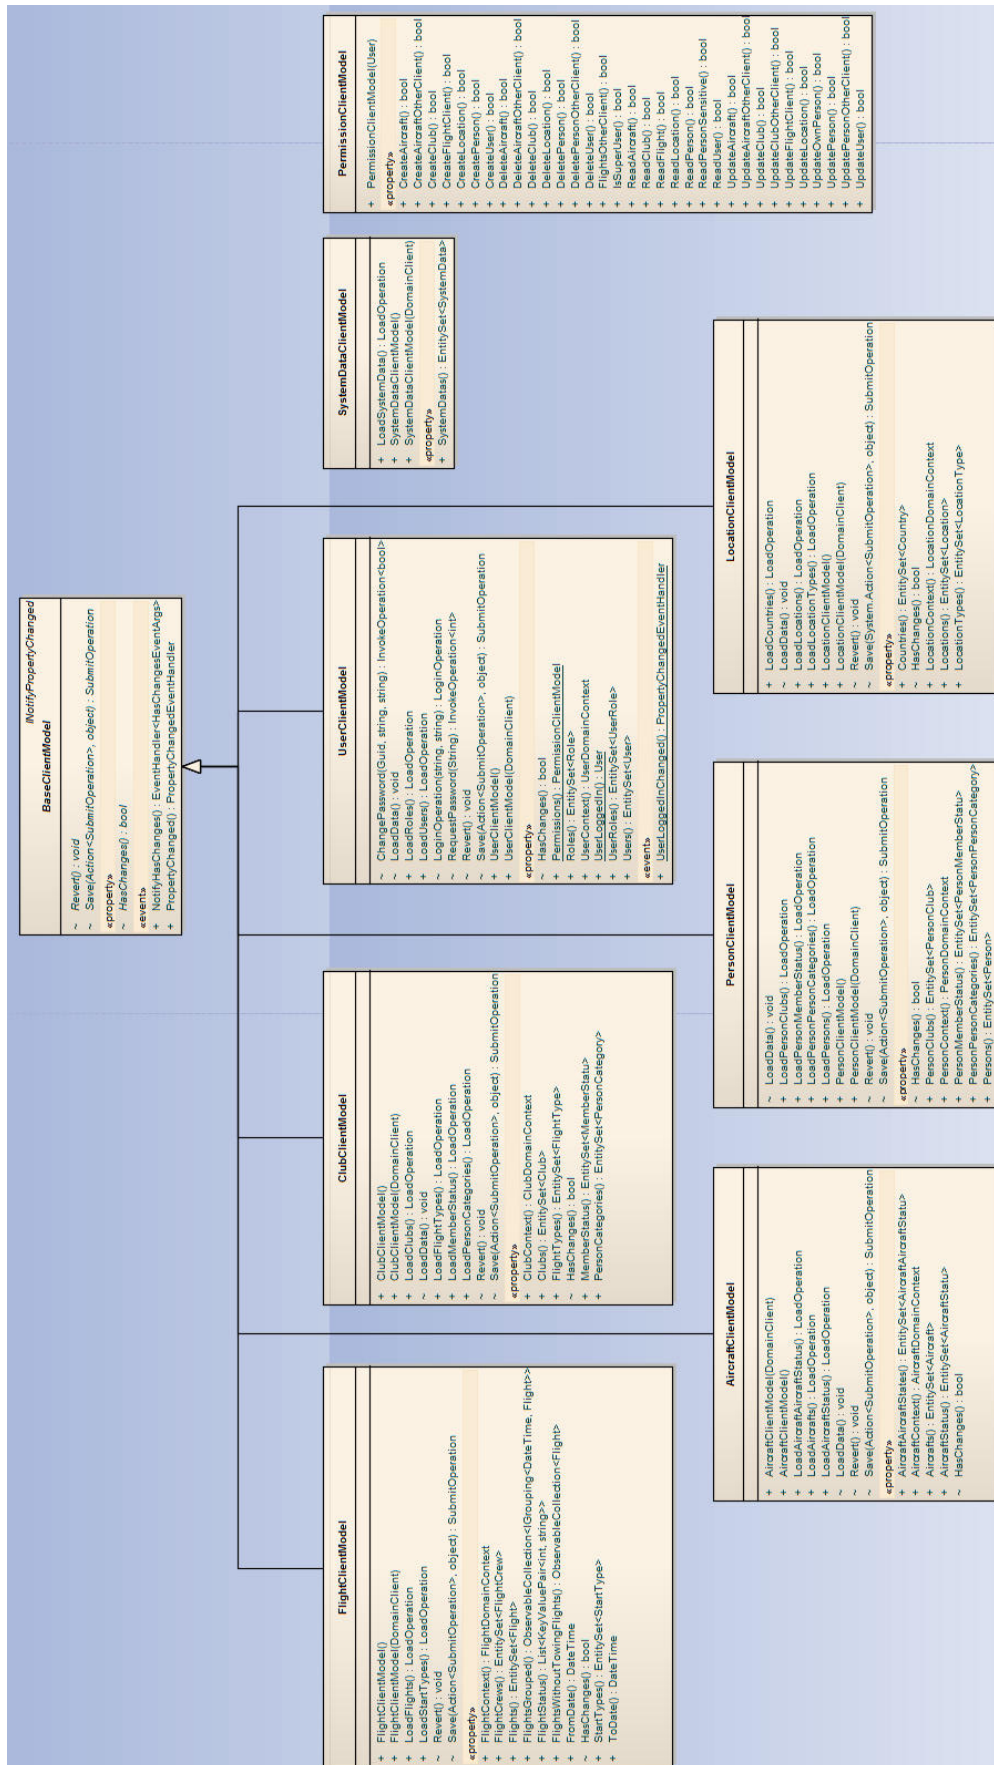 INotifyPropertyChanged
BaseClientModel
~ Revert() : void
~ Save(Action<SubmitOperation>, object) : SubmitOperation
«property»
~ HasChanges() : bool
«event»
+ NotifyHasChanges() : EventHandler<HasChangesEventArgs>
+ PropertyChanged() : PropertyChangedEventHandler
FlightClientModel
+ FlightClientModel()
+ FlightClientModel(DomainClient)
+ LoadFlights() : LoadOperation
+ LoadStartTypes() : LoadOperation
~ Revert() : void
~ Save(Action<SubmitOperation>, object) : SubmitOperation
«property»
+ FlightContext() : FlightDomainContext
+ FlightCrews() : EntitySet<FlightCrew>
+ Flights() : EntitySet<Flight>
+ FlightsGrouped() : ObservableCollection<IGrouping<DateTime, Flight>>
+ FlightStatus() : List<KeyValuePair<int, string>>
+ FlightsWithoutTowingFlights() : ObservableCollection<Flight>
+ FromDate() : DateTime
~ HasChanges() : bool
+ StartTypes() : EntitySet<StartType>
+ ToDate() : DateTime
ClubClientModel
+ ClubClientModel()
+ ClubClientModel(DomainClient)
+ LoadClubs() : LoadOperation
~ LoadData() : void
+ LoadFlightTypes() : LoadOperation
+ LoadMemberStatus() : LoadOperation
+ LoadPersonCategories() : LoadOperation
~ Revert() : void
~ Save(Action<SubmitOperation>, object) : SubmitOperation
«property»
+ ClubContext() : ClubDomainContext
+ Clubs() : EntitySet<Club>
+ FlightTypes() : EntitySet<FlightType>
~ HasChanges() : bool
+ MemberStatus() : EntitySet<MemberStatu>
+ PersonCategories() : EntitySet<PersonCategory>
UserClientModel
~ ChangePassword(Guid, string, string) : InvokeOperation<bool>
~ LoadData() : void
+ LoadRoles() : LoadOperation
+ LoadUsers() : LoadOperation
~ LoginOperation(string, string) : LoginOperation
~ RequestPassword(String) : InvokeOperation<int>
~ Revert() : void
~ Save(Action<SubmitOperation>, object) : SubmitOperation
+ UserClientModel()
+ UserClientModel(DomainClient)
«property»
~ HasChanges() : bool
+ Permissions() : PermissionClientModel
+ Roles() : EntitySet<Role>
+ UserContext() : UserDomainContext
+ UserLoggedIn() : User
+ UserRoles() : EntitySet<UserRole>
+ Users() : EntitySet<User>
«event»
+ UserLoggedInChanged() : PropertyChangedEventHandler
SystemDataClientModel
+ LoadSystemData() : LoadOperation
+ SystemDataClientModel()
+ SystemDataClientModel(DomainClient)
«property»
+ SystemDatas() : EntitySet<SystemData>
PermissionClientModel
+ PermissionClientModel(User)
«property»
+ CreateAircraft() : bool
+ CreateAircraftOtherClient() : bool
+ CreateClub() : bool
+ CreateFlightClient() : bool
+ CreateLocation() : bool
+ CreatePerson() : bool
+ CreateUser() : bool
+ DeleteAircraft() : bool
+ DeleteAircraftOtherClient() : bool
+ DeleteClub() : bool
+ DeleteLocation() : bool
+ DeletePerson() : bool
+ DeletePersonOtherClient() : bool
+ DeleteUser() : bool
+ FlightsOtherClient() : bool
+ IsSuperUser() : bool
+ ReadAircraft() : bool
+ ReadClub() : bool
+ ReadFlight() : bool
+ ReadLocation() : bool
+ ReadPerson() : bool
+ ReadPersonSensitive() : bool
+ ReadUser() : bool
+ UpdateAircraft() : bool
+ UpdateAircraftOtherClient() : bool
+ UpdateClub() : bool
+ UpdateClubOtherClient() : bool
+ UpdateFlightClient() : bool
+ UpdateLocation() : bool
+ UpdateOwnPerson() : bool
+ UpdatePerson() : bool
+ UpdatePersonOtherClient() : bool
+ UpdateUser() : bool
AircraftClientModel
+ AircraftClientModel(DomainClient)
+ AircraftClientModel()
+ LoadAircraftAircraftStatus() : LoadOperation
+ LoadAircrafts() : LoadOperation
+ LoadAircraftStatus() : LoadOperation
~ LoadData() : void
~ Revert() : void
~ Save(Action<SubmitOperation>, object) : SubmitOperation
«property»
+ AircraftAircraftStates() : EntitySet<AircraftAircraftStatu>
+ AircraftContext() : AircraftDomainContext
+ Aircrafts() : EntitySet<Aircraft>
+ AircraftStatus() : EntitySet<AircraftStatu>
~ HasChanges() : bool
PersonClientModel
~ LoadData() : void
+ LoadPersonClubs() : LoadOperation
+ LoadPersonMemberStatus() : LoadOperation
+ LoadPersonPersonCategories() : LoadOperation
+ LoadPersons() : LoadOperation
+ PersonClientModel()
+ PersonClientModel(DomainClient)
~ Revert() : void
~ Save(Action<SubmitOperation>, object) : SubmitOperation
«property»
~ HasChanges() : bool
+ PersonClubs() : EntitySet<PersonClub>
+ PersonContext() : PersonDomainContext
+ PersonMemberStatus() : EntitySet<PersonMemberStatu>
+ PersonPersonCategories() : EntitySet<PersonPersonCategory>
+ Persons() : EntitySet<Person>
LocationClientModel
+ LoadCountries() : LoadOperation
~ LoadData() : void
+ LoadLocations() : LoadOperation
+ LoadLocationTypes() : LoadOperation
+ LocationClientModel()
+ LocationClientModel(DomainClient)
~ Revert() : void
~ Save(System.Action<SubmitOperation>, object) : SubmitOperation
«property»
+ Countries() : EntitySet<Country>
~ HasChanges() : bool
+ LocationContext() : LocationDomainContext
+ Locations() : EntitySet<Location>
+ LocationTypes() : EntitySet<LocationType>